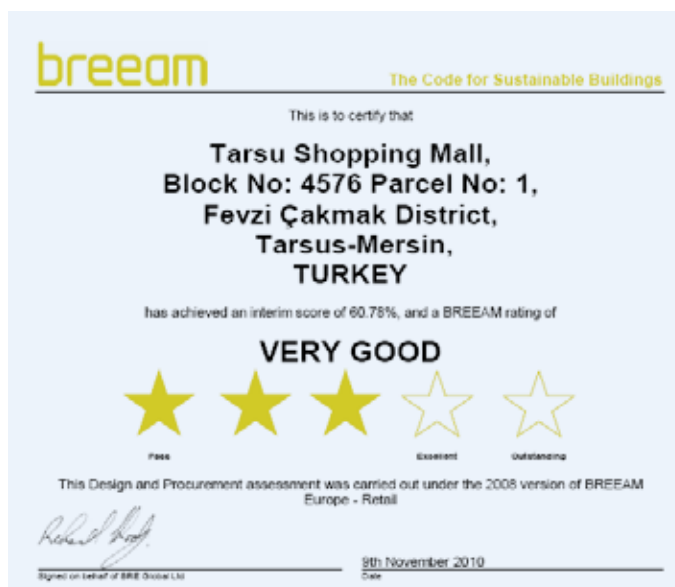 breeam
The Code for Sustainable Buildings
This is to certify that
Tarsu Shopping Mall,
Block No: 4576 Parcel No: 1,
Fevzi Çakmak District,
Tarsus-Mersin,
TURKEY
has achieved an interim score of 60.78%, and a BREEAM rating of
VERY GOOD
Pass Excellent Outstanding
This Design and Procurement assessment was carried out under the 2008 version of BREEAM
Europe - Retail
9th November 2010
Signed on behalf of BRE Global Ltd Date